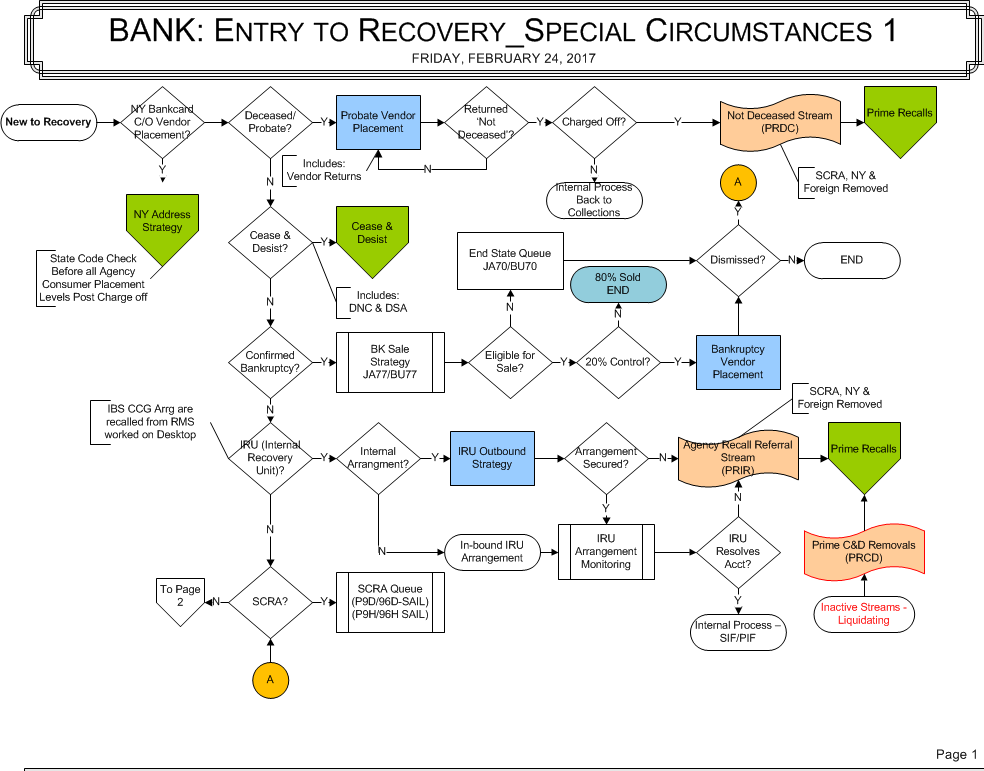 BANK: ENTRY TO RECOVERY_SPECIAL CIRCUMSTANCES 1
FRIDAY, FEBRUARY 24, 2017
New to Recovery
NY Bankcard
C/O Vendor
Placement?
Y
NY Address
Strategy
State Code Check
Before all Agency
Consumer Placement
Levels Post Charge off
Deceased/
Probate?
Y
N
Probate Vendor
Placement
Includes:
Vendor Returns
Returned
'Not
Deceased'?
N
Y
Charged Off?
Y
N
Internal Process
Back to
Collections
Not Deceased Stream
(PRDC)
Prime Recalls
SCRA, NY &
Foreign Removed
A
Y
Cease &
Desist?
Y
N
Cease &
Desist
Includes:
DNC & DSA
End State Queue
JA70/BU70
80% Sold
END
Dismissed?
N
END
N
N
Confirmed
Bankruptcy?
Y
N
BK Sale
Strategy
JA77/BU77
Eligible for
Sale?
Y
20% Control?
Y
Bankruptcy
Vendor
Placement
SCRA, NY &
Foreign Removed
IBS CCG Arrg are
recalled from RMS
worked on Desktop
IRU (Internal
Recovery
Unit)?
Y
N
Internal
Arrangment?
Y
N
IRU Outbound
Strategy
Arrangement
Secured?
N
Y
Agency Recall Referral
Stream
(PRIR)
Prime Recalls
In-bound IRU
Arrangement
IRU
Arrangement
Monitoring
N
IRU
Resolves
Acct?
Y
Internal Process –
SIF/PIF
Prime C&D Removals
(PRCD)
Inactive Streams -
Liquidating
To Page
2
N
SCRA?
Y
SCRA Queue
(P9D/96D-SAIL)
(P9H/96H SAIL)
A
Page 1